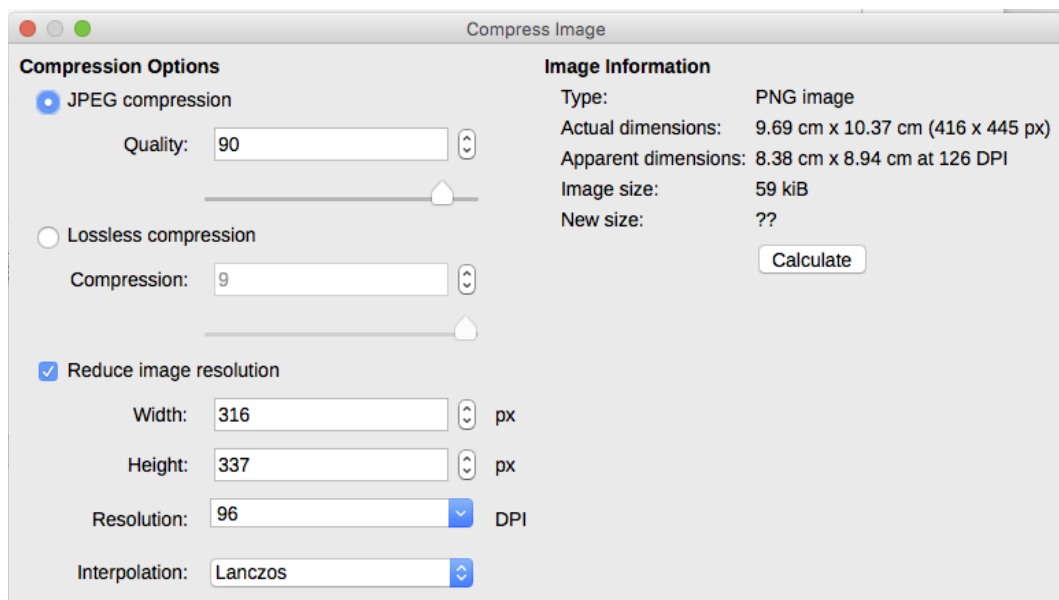 Compress Image
Compression Options
JPEG compression
Quality: 90
Lossless compression
Compression: 9
Reduce image resolution
Width: 316 px
Height: 337 px
Resolution: 96 DPI
Interpolation: Lanczos
Image Information
Type: PNG image
Actual dimensions: 9.69 cm x 10.37 cm (416 x 445 px)
Apparent dimensions: 8.38 cm x 8.94 cm at 126 DPI
Image size: 59 kiB
New size: ??
Calculate